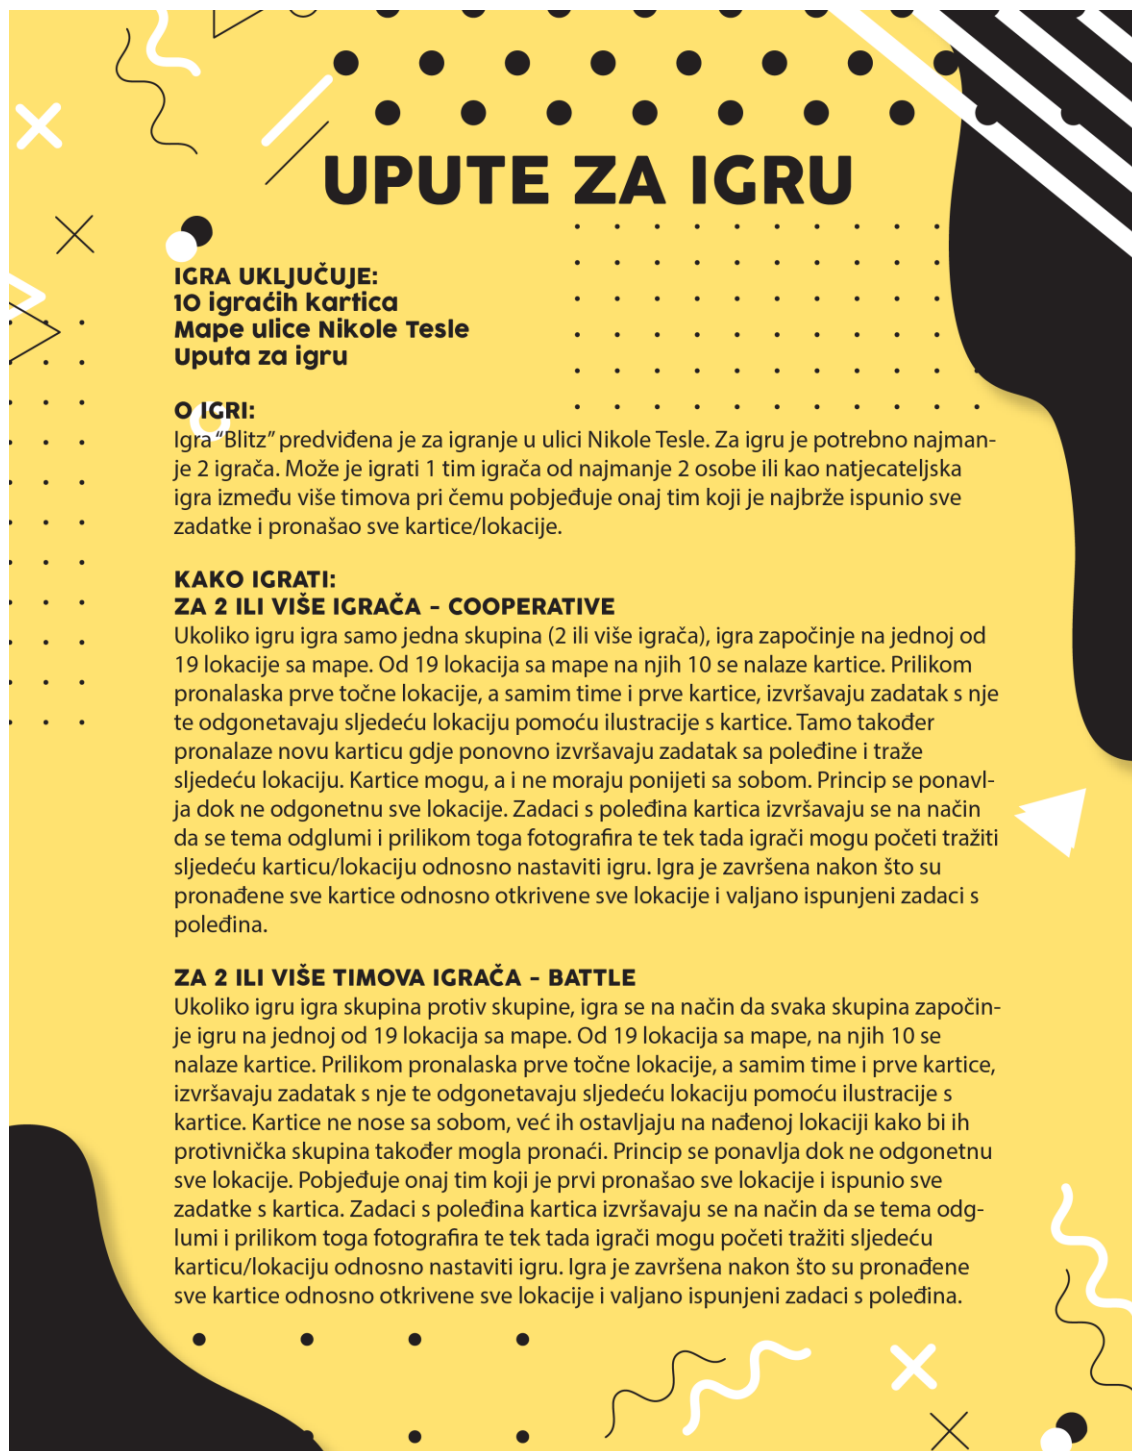 UPUTE ZA IGRU
IGRA UKLJUČUJE:
10 igraćih kartica
Mape ulice Nikole Tesle
Uputa za igru
O IGRI:
Igra “Blitz” predviđena je za igranje u ulici Nikole Tesle. Za igru je potrebno najman-
je 2 igrača. Može je igrati 1 tim igrača od najmanje 2 osobe ili kao natjecateljska
igra između više timova pri čemu pobjeđuje onaj tim koji je najbrže ispunio sve
zadatke i pronašao sve kartice/lokacije.
KAKO IGRATI:
ZA 2 ILI VIŠE IGRAČA - COOPERATIVE
Ukoliko igru igra samo jedna skupina (2 ili više igrača), igra započinje na jednoj od
19 lokacije sa mape. Od 19 lokacija sa mape na njih 10 se nalaze kartice. Prilikom
pronalaska prve točne lokacije, a samim time i prve kartice, izvršavaju zadatak s nje
te odgonetavaju sljedeću lokaciju pomoću ilustracije s kartice. Tamo također
pronalaze novu karticu gdje ponovno izvršavaju zadatak sa poleđine i traže
sljedeću lokaciju. Kartice mogu, a i ne moraju ponijeti sa sobom. Princip se ponavl-
ja dok ne odgonetnu sve lokacije. Zadaci s poleđina kartica izvršavaju se na način
da se tema odglumi i prilikom toga fotografira te tek tada igrači mogu početi tražiti
sljedeću karticu/lokaciju odnosno nastaviti igru. Igra je završena nakon što su
pronađene sve kartice odnosno otkrivene sve lokacije i valjano ispunjeni zadaci s
poleđina.
ZA 2 ILI VIŠE TIMOVA IGRAČA - BATTLE
Ukoliko igru igra skupina protiv skupine, igra se na način da svaka skupina započin-
je igru na jednoj od 19 lokacija sa mape. Od 19 lokacija sa mape, na njih 10 se
nalaze kartice. Prilikom pronalaska prve točne lokacije, a samim time i prve kartice,
izvršavaju zadatak s nje te odgonetavaju sljedeću lokaciju pomoću ilustracije s
kartice. Kartice ne nose sa sobom, već ih ostavljaju na nađenoj lokaciji kako bi ih
protivnička skupina također mogla pronaći. Princip se ponavlja dok ne odgonetnu
sve lokacije. Pobjeđuje onaj tim koji je prvi pronašao sve lokacije i ispunio sve
zadatke s kartica. Zadaci s poleđina kartica izvršavaju se na način da se tema odg-
lumi i prilikom toga fotografira te tek tada igrači mogu početi tražiti sljedeću
karticu/lokaciju odnosno nastaviti igru. Igra je završena nakon što su pronađene
sve kartice odnosno otkrivene sve lokacije i valjano ispunjeni zadaci s poleđina.